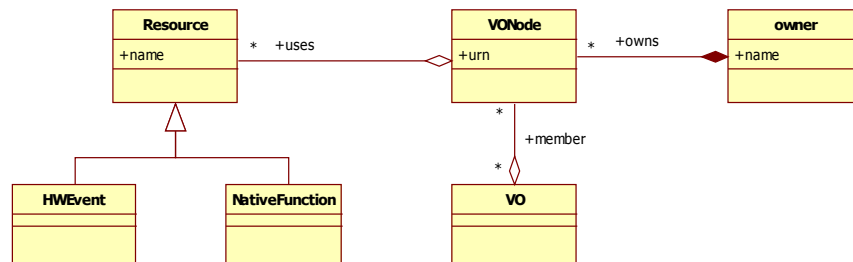 Resource
+name
* +uses
VONode
+urn
* +owns
owner
+name
*
+member
*
HWEvent
NativeFunction
VO